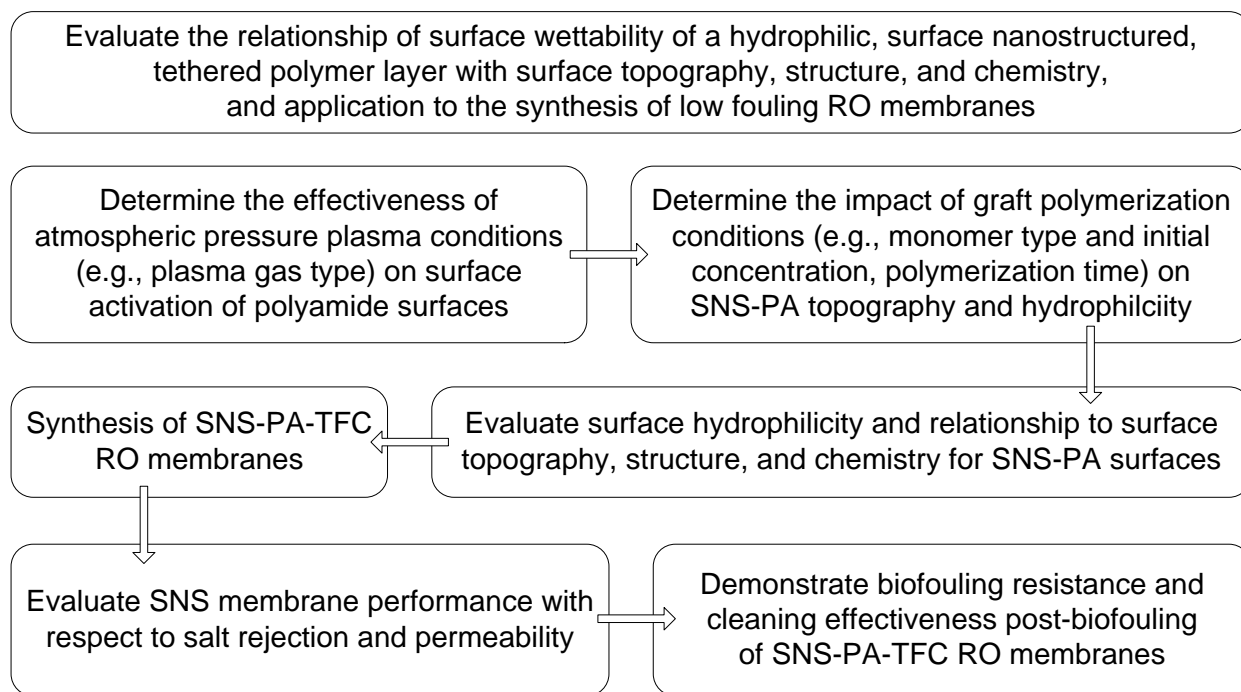 Evaluate the relationship of surface wettability of a hydrophilic, surface nanostructured,
tethered polymer layer with surface topography, structure, and chemistry,
and application to the synthesis of low fouling RO membranes
Determine the effectiveness of
atmospheric pressure plasma conditions
(e.g., plasma gas type) on surface
activation of polyamide surfaces
Determine the impact of graft polymerization
conditions (e.g., monomer type and initial
concentration, polymerization time) on
SNS-PA topography and hydrophilciity
Evaluate surface hydrophilicity and relationship to surface
topography, structure, and chemistry for SNS-PA surfaces
Synthesis of SNS-PA-TFC
RO membranes
Evaluate SNS membrane performance with
respect to salt rejection and permeability
Demonstrate biofouling resistance and
cleaning effectiveness post-biofouling
of SNS-PA-TFC RO membranes